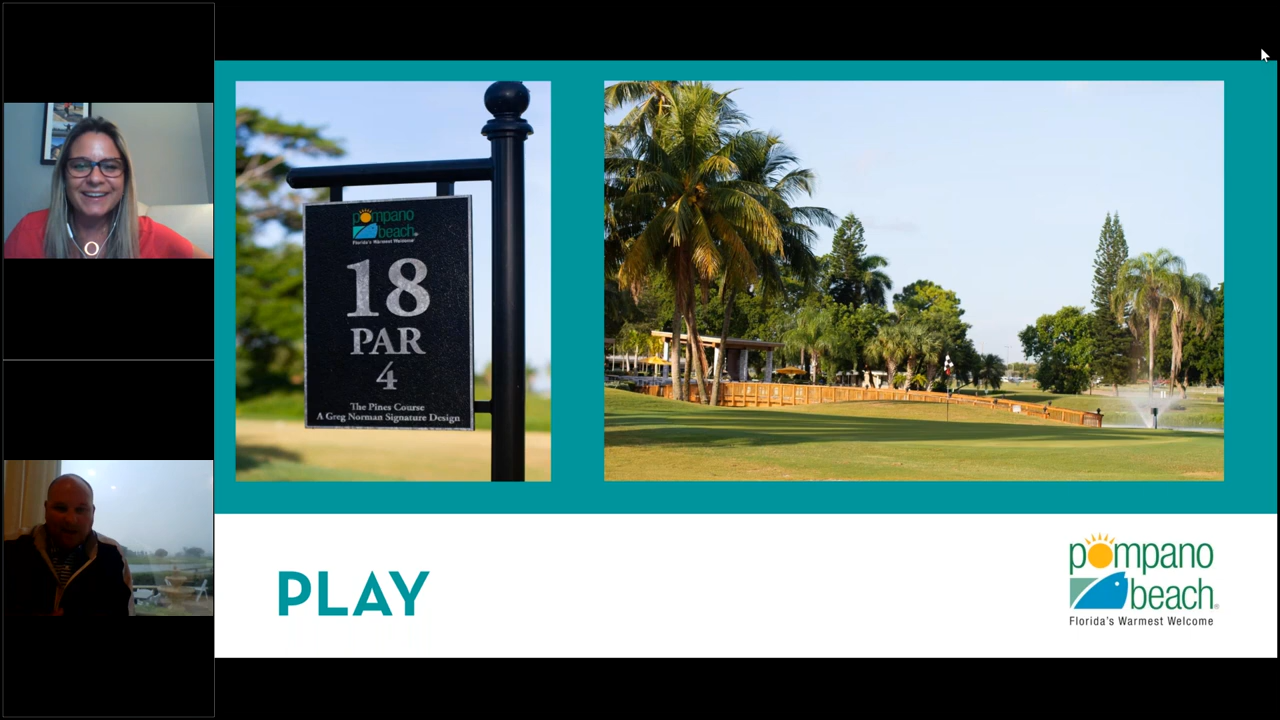 pompano
beach
Florida's Warmest Welcome
18
PAR
4
The Pines Course
A Greg Norman Signature Design
PLAY
pompano
beach®
Florida's Warmest Welcome